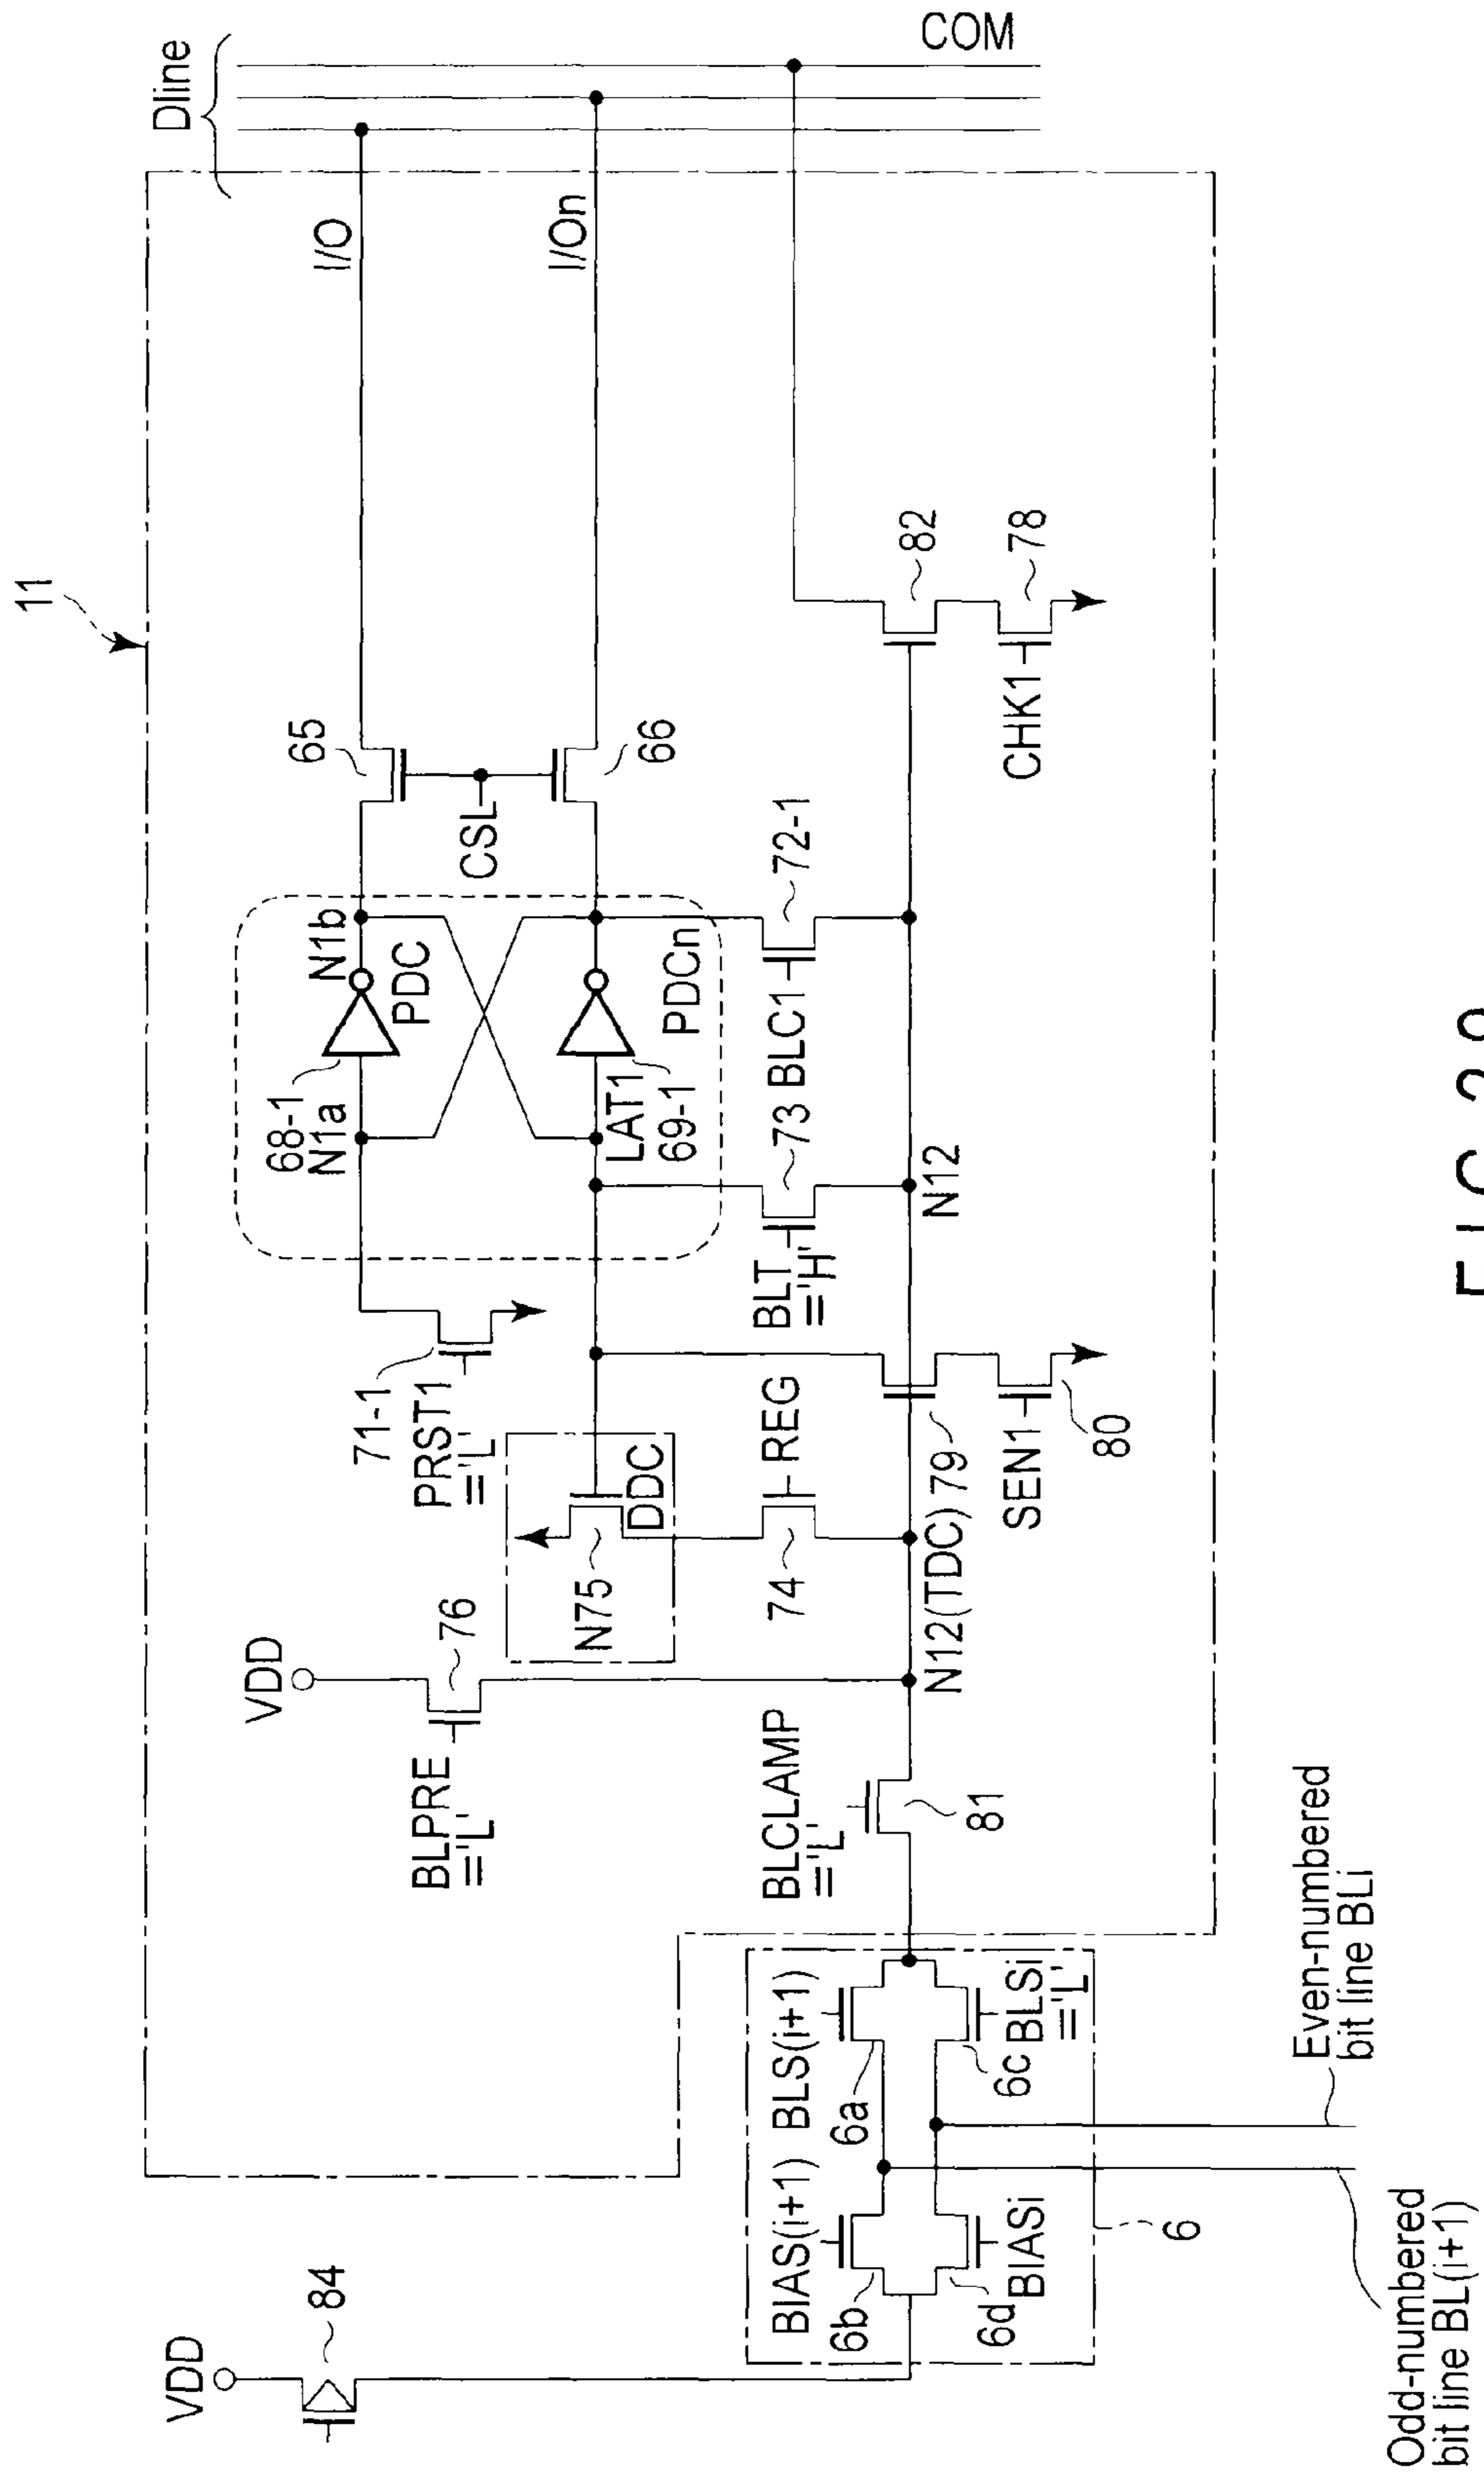 11
Dline
COM
I/O
I/On
65
66
CSL
82
78
CHK1
68-1
N1a
N1b
PDC
LAT1
69-1
PDCn
72-1
BLC1
73
BLT
='H'
N12
71-1
PRST1
='L'
DDC
N75
REG
74
79
SEN1
80
VDD
76
BLPRE
='L'
N12(TDC)
BLCLAMP
='L'
81
BLS(i+1)
6a
6c
BLSi
='L'
BIAS(i+1)
6b
6d
BIASi
6
VDD
84
Even-numbered
bit line BLi
Odd-numbered
bit line BL(i+1)